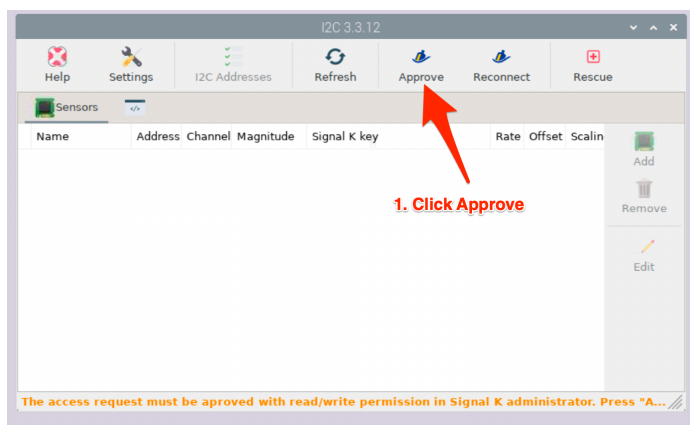 I2C 3.3.12
Help Settings I2C Addresses Refresh Approve Reconnect Rescue
Sensors </>
Name Address Channel Magnitude Signal K key Rate Offset Scalin
Add
1. Click Approve
Remove
Edit
The access request must be aproved with read/write permission in Signal K administrator. Press "A...